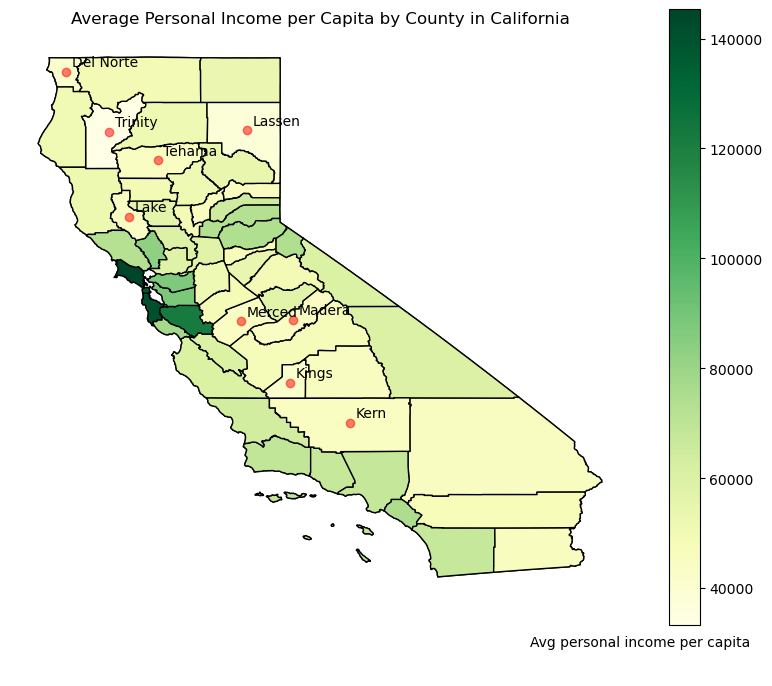 Average Personal Income per Capita by County in California
Del Norte
Trinity
Lassen
Tehama
Lake
Merced
Madera
Kings
Kern
140000
120000
100000
80000
60000
40000
Avg personal income per capita